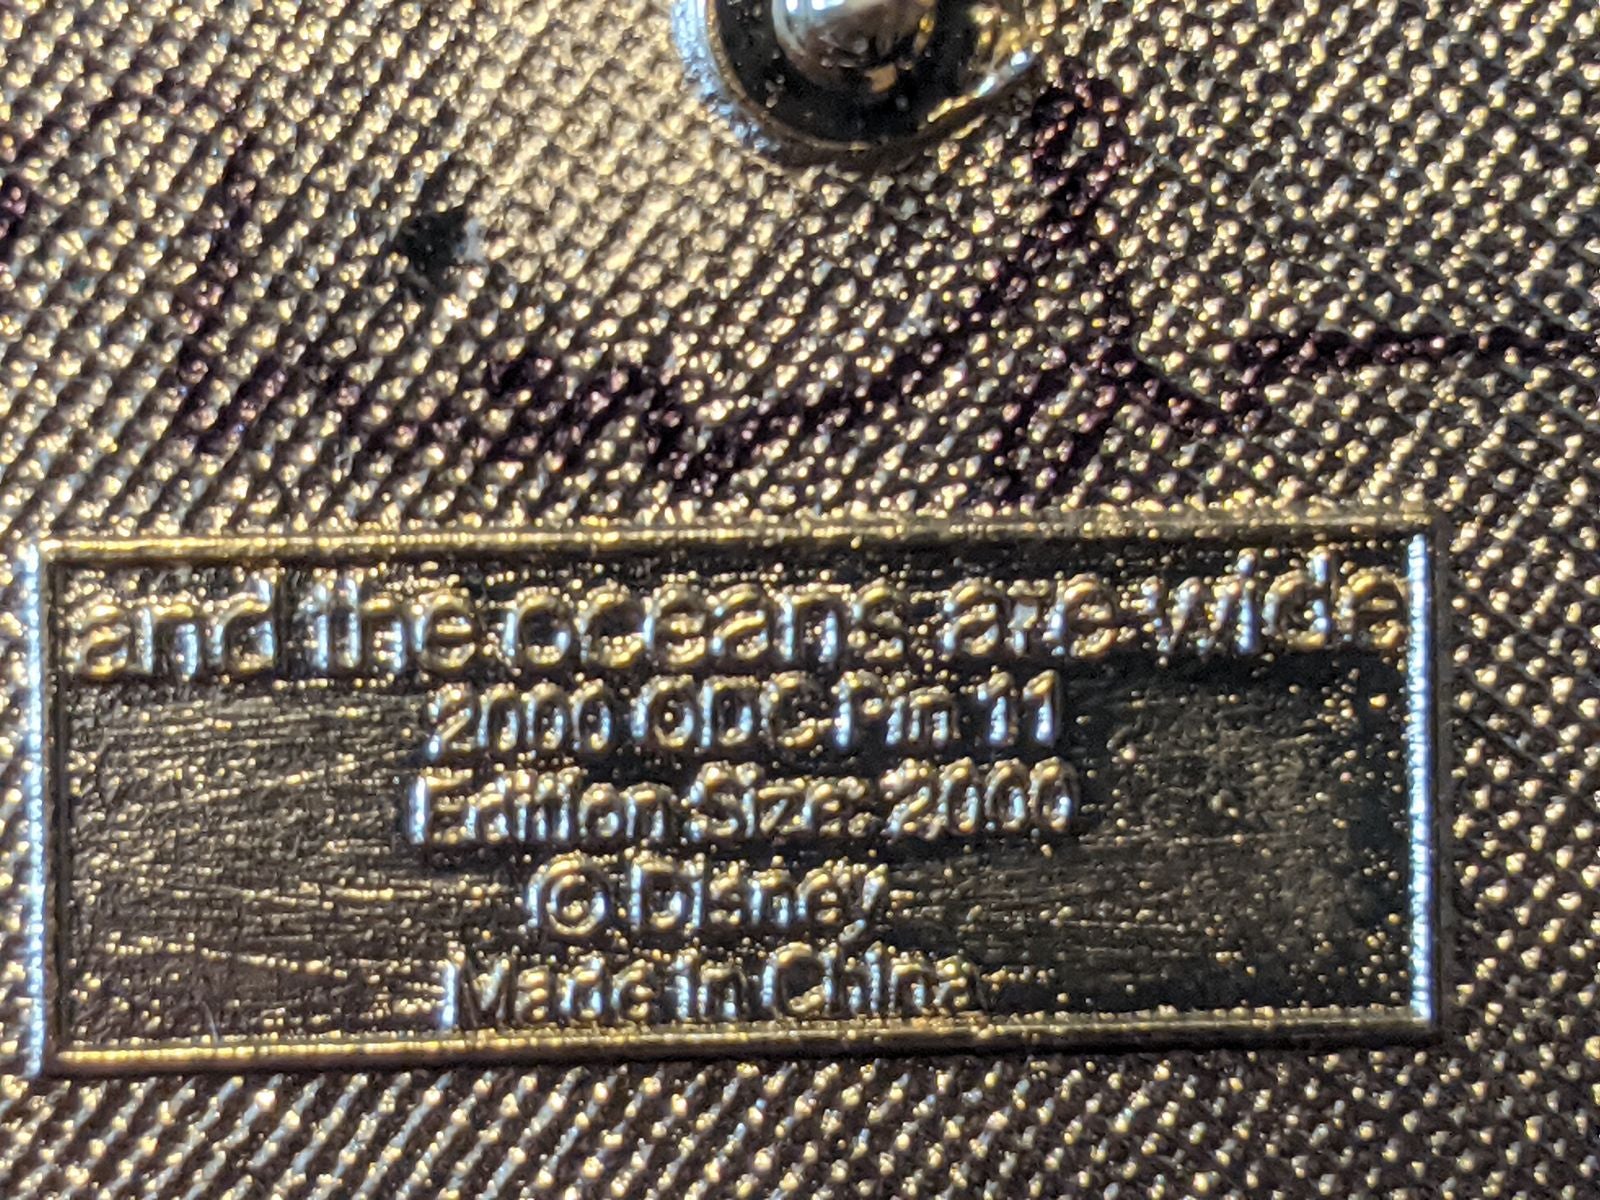 and the oceans are wide
2000 ODC Pin 11
Edition Size: 2000
© Disney
Made in China